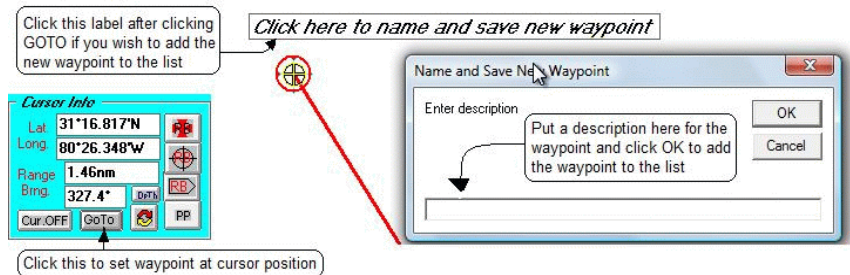 Click this label after clicking
GOTO if you wish to add the
new waypoint to the list
Click here to name and save new waypoint
Name and Save New Waypoint
Enter description
OK
Cancel
Put a description here for the
waypoint and click OK to add
the waypoint to the list
Cursor Info
Lat. 31°16.817'N
Long. 80°26.348'W
Range 1.46nm
Brng. 327.4°
RB
Cur.OFF GoTo PP
Click this to set waypoint at cursor position